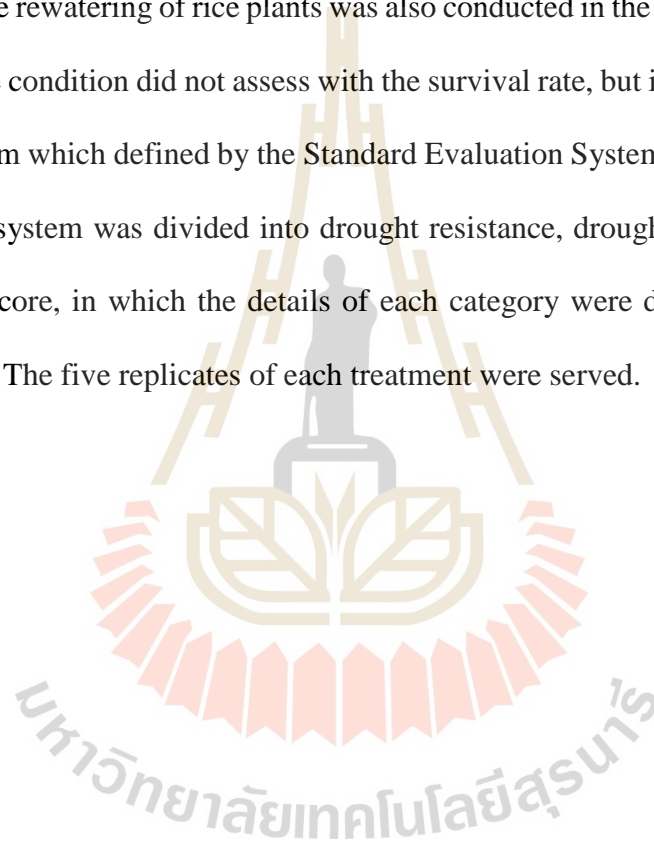 e rewatering of rice plants was also conducted in the
condition did not assess with the survival rate, but i
m which defined by the Standard Evaluation System
system was divided into drought resistance, drough
core, in which the details of each category were d
The five replicates of each treatment were served.
มหาวิทยาลัยเทคโนโลยีสุรนารี